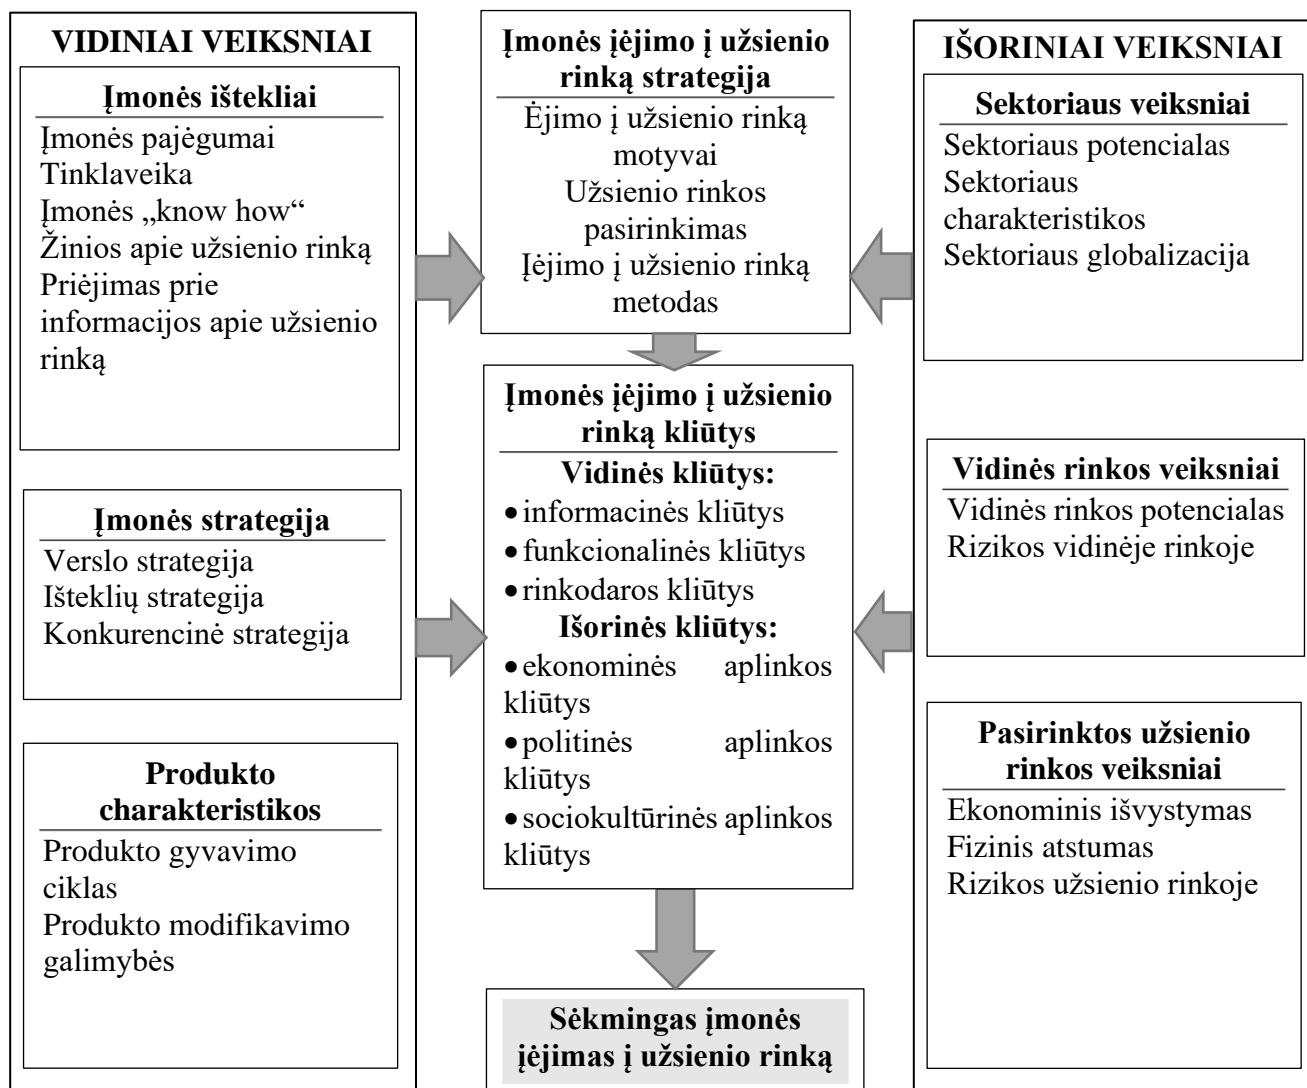 VIDINIAI VEIKSNIAI
Įmonės ištekliai
Įmonės pajėgumai
Tinklaveika
Įmonės „know how“
Žinios apie užsienio rinką
Priėjimas prie
informacijos apie užsienio
rinką
Įmonės strategija
Verslo strategija
Išteklių strategija
Konkurencinė strategija
Produkto
charakteristikos
Produkto gyvavimo
ciklas
Produkto modifikavimo
galimybės
Įmonės įėjimo į užsienio
rinką strategija
Ėjimo į užsienio rinką
motyvai
Užsienio rinkos
pasirinkimas
Įėjimo į užsienio rinką
metodas
Įmonės įėjimo į užsienio
rinką kliūtys
Vidinės kliūtys:
• informacinės kliūtys
• funkcionalinės kliūtys
• rinkodaros kliūtys
Išorinės kliūtys:
• ekonominės aplinkos
kliūtys
• politinės aplinkos
kliūtys
• sociokultūrinės aplinkos
kliūtys
Sėkmingas įmonės
įėjimas į užsienio rinką
IŠORINIAI VEIKSNIAI
Sektoriaus veiksniai
Sektoriaus potencialas
Sektoriaus
charakteristikos
Sektoriaus globalizacija
Vidinės rinkos veiksniai
Vidinės rinkos potencialas
Rizikos vidinėje rinkoje
Pasirinktos užsienio
rinkos veiksniai
Ekonominis išvystymas
Fizinis atstumas
Rizikos užsienio rinkoje